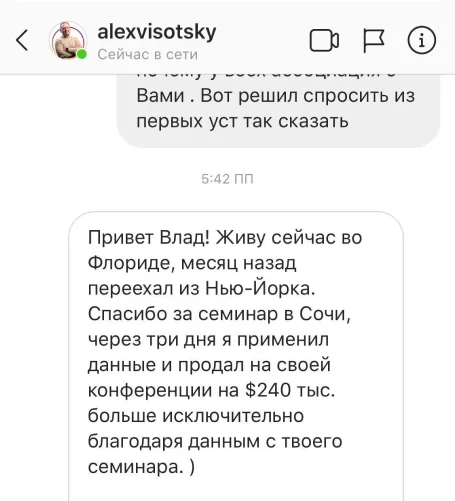 alexvisotsky
Сейчас в сети
Вами . Вот решил спросить из
первых уст так сказать
5:42 ПП
Привет Влад! Живу сейчас во
Флориде, месяц назад
переехал из Нью-Йорка.
Спасибо за семинар в Сочи,
через три дня я применил
данные и продал на своей
конференции на $240 тыс.
больше исключительно
благодаря данным с твоего
семинара. )